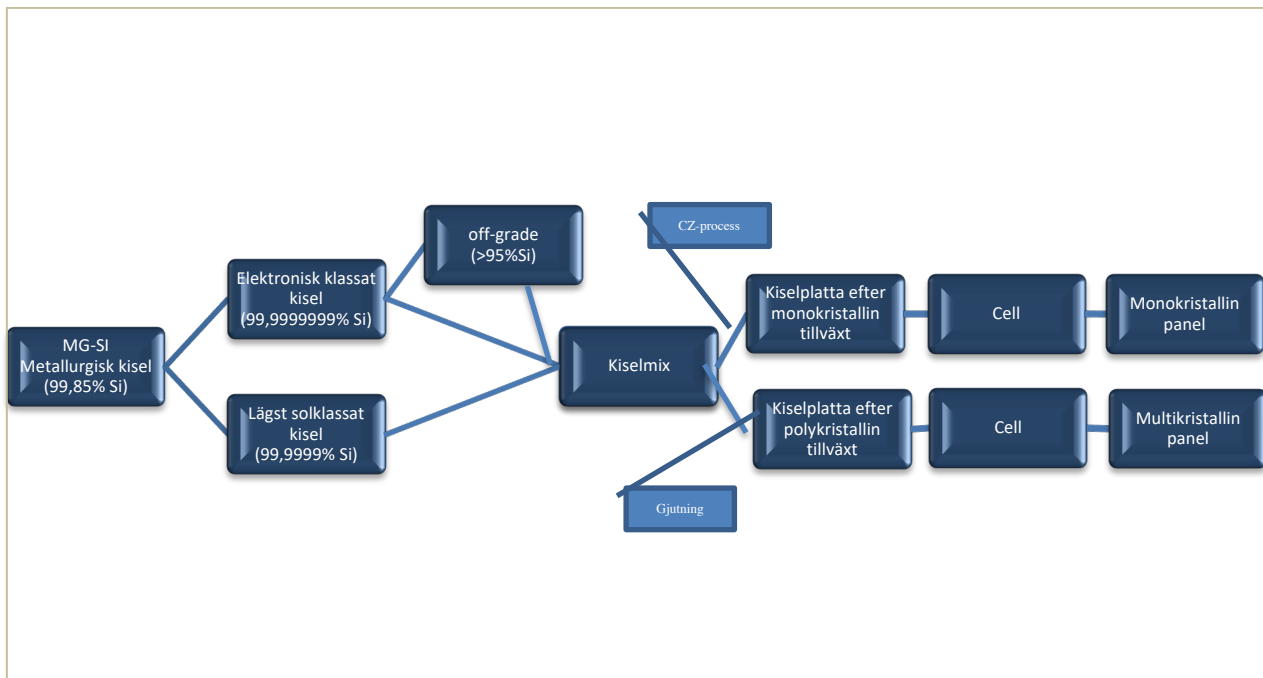 MG-SI
Metallurgisk kisel
(99,85% Si)
Elektronisk klassat
kisel
(99,9999999% Si)
Lägst solklassat
kisel
(99,9999% Si)
off-grade
(>95%Si)
Kiselmix
CZ-process
Gjutning
Kiselplatta efter
monokristallin
tillväxt
Cell
Monokristallin
panel
Kiselplatta efter
polykristallin
tillväxt
Cell
Multikristallin
panel